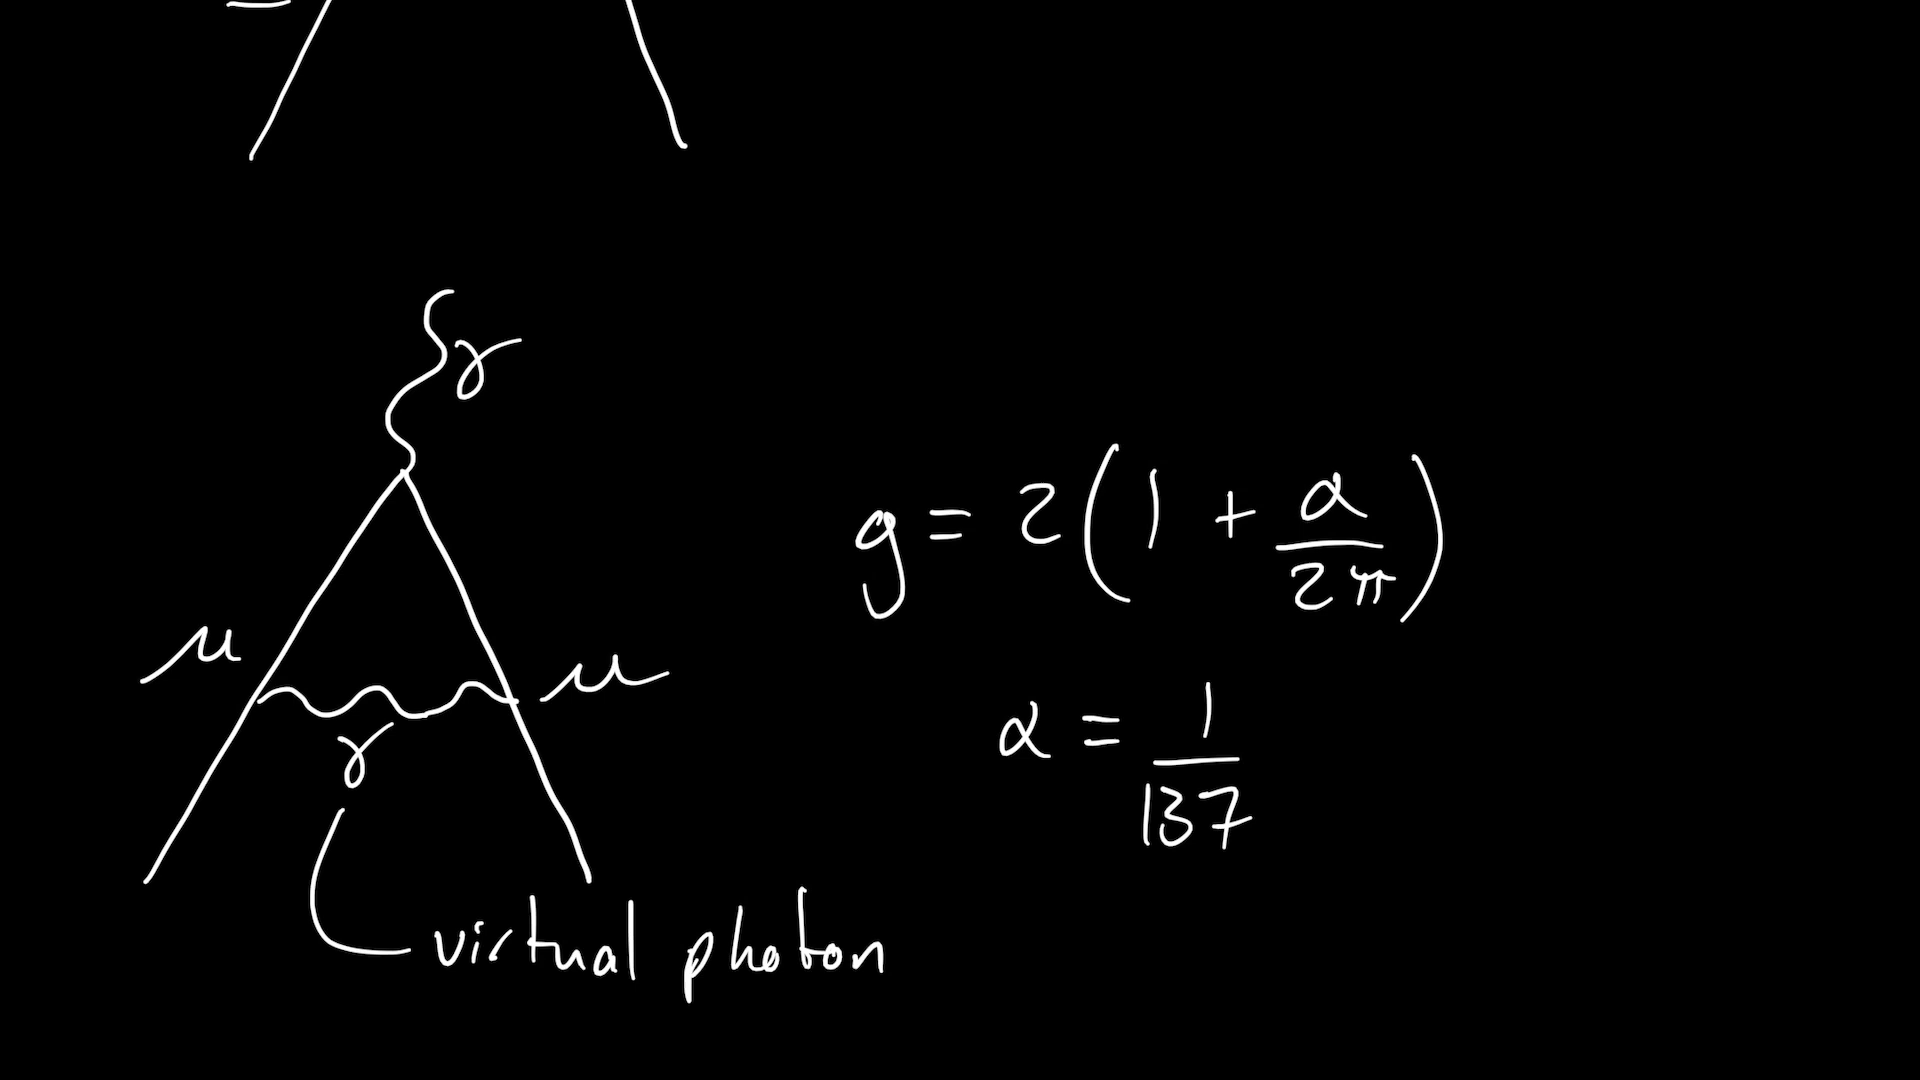 γ
g = 2(1 + α/2π)
μ μ
γ
α = 1/137
virtual photon